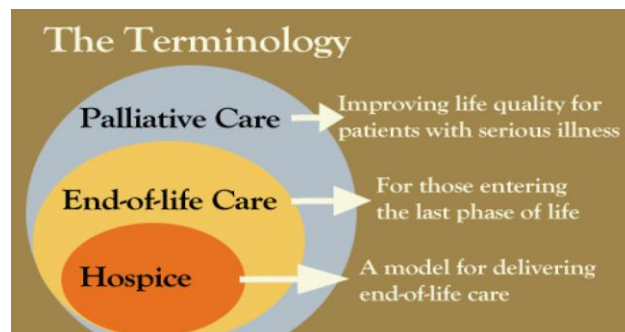 The Terminology
Palliative Care
Improving life quality for
patients with serious illness
End-of-life Care
For those entering
the last phase of life
Hospice
A model for delivering
end-of-life care